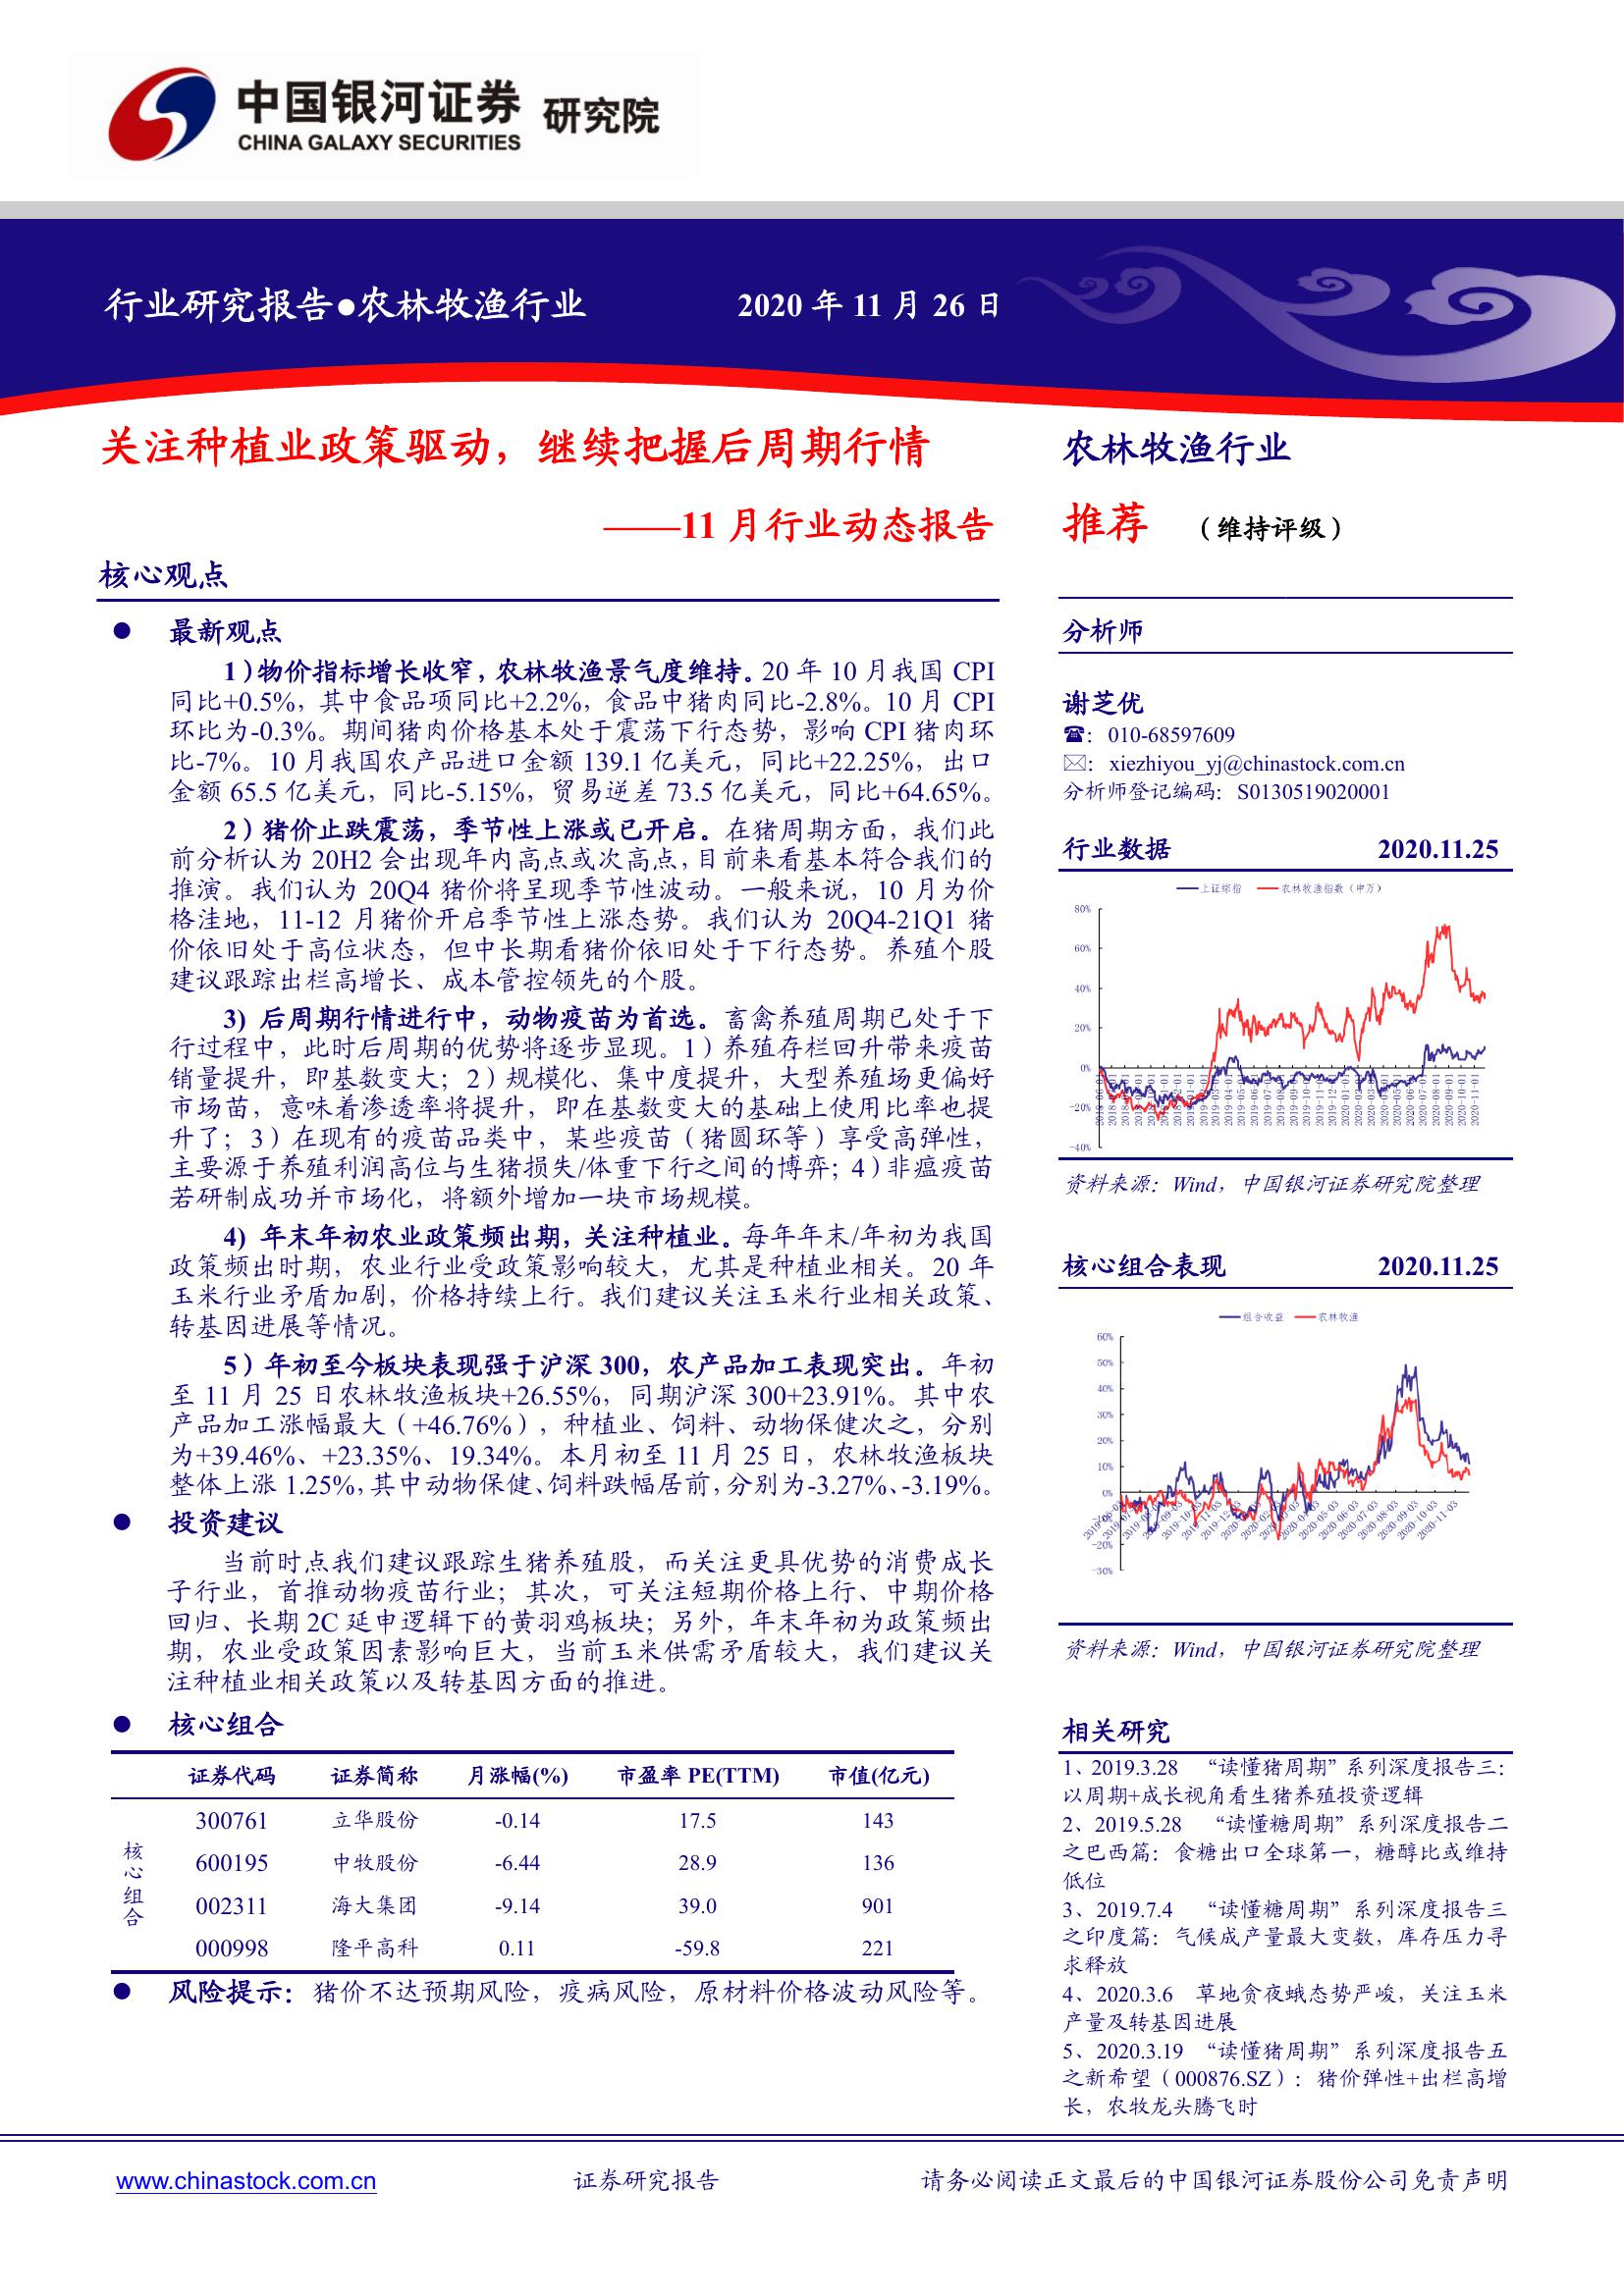 中国银河证券 研究院
CHINA GALAXY SECURITIES
行业研究报告●农林牧渔行业
2020 年 11 月 26 日
关注种植业政策驱动，继续把握后周期行情
——11 月行业动态报告
核心观点
● 最新观点
1）物价指标增长收窄，农林牧渔景气度维持。20 年 10 月我国 CPI
同比+0.5%，其中食品项同比+2.2%，食品中猪肉同比-2.8%。10 月 CPI
环比为-0.3%。期间猪肉价格基本处于震荡下行态势，影响 CPI 猪肉环
比-7%。10 月我国农产品进口金额 139.1 亿美元，同比+22.25%，出口
金额 65.5 亿美元，同比-5.15%，贸易逆差 73.5 亿美元，同比+64.65%。
2）猪价止跌震荡，季节性上涨或已开启。在猪周期方面，我们此
前分析认为 20H2 会出现年内高点或次高点，目前来看基本符合我们的
推演。我们认为 20Q4 猪价将呈现季节性波动。一般来说，10 月为价
格洼地，11-12 月猪价开启季节性上涨态势。我们认为 20Q4-21Q1 猪
价依旧处于高位状态，但中长期看猪价依旧处于下行态势。养殖个股
建议跟踪出栏高增长、成本管控领先的个股。
3) 后周期行情进行中，动物疫苗为首选。畜禽养殖周期已处于下
行过程中，此时后周期的优势将逐步显现。1）养殖存栏回升带来疫苗
销量提升，即基数变大；2）规模化、集中度提升，大型养殖场更偏好
市场苗，意味着渗透率将提升，即在基数变大的基础上使用比率也提
升了；3）在现有的疫苗品类中，某些疫苗（猪圆环等）享受高弹性，
主要源于养殖利润高位与生猪损失/体重下行之间的博弈；4）非瘟疫苗
若研制成功并市场化，将额外增加一块市场规模。
4) 年末年初农业政策频出期，关注种植业。每年年末/年初为我国
政策频出时期，农业行业受政策影响较大，尤其是种植业相关。20 年
玉米行业矛盾加剧，价格持续上行。我们建议关注玉米行业相关政策、
转基因进展等情况。
5）年初至今板块表现强于沪深 300，农产品加工表现突出。年初
至 11 月 25 日农林牧渔板块+26.55%，同期沪深 300+23.91%。其中农
产品加工涨幅最大（+46.76%），种植业、饲料、动物保健次之，分别
为+39.46%、+23.35%、19.34%。本月初至 11 月 25 日，农林牧渔板块
整体上涨 1.25%，其中动物保健、饲料跌幅居前，分别为-3.27%、-3.19%。
● 投资建议
当前时点我们建议跟踪生猪养殖股，而关注更具优势的消费成长
子行业，首推动物疫苗行业；其次，可关注短期价格上行、中期价格
回归、长期 2C 延申逻辑下的黄羽鸡板块；另外，年末年初为政策频出
期，农业受政策因素影响巨大，当前玉米供需矛盾较大，我们建议关
注种植业相关政策以及转基因方面的推进。
● 核心组合
证券代码 证券简称 月涨幅(%) 市盈率 PE(TTM) 市值(亿元)
核心组合
300761 立华股份 -0.14 17.5 143
600195 中牧股份 -6.44 28.9 136
002311 海大集团 -9.14 39.0 901
000998 隆平高科 0.11 -59.8 221
● 风险提示：猪价不达预期风险，疫病风险，原材料价格波动风险等。
农林牧渔行业
推荐 （维持评级）
分析师
谢芝优
☎：010-68597609
✉：xiezhiyou_yj@chinastock.com.cn
分析师登记编码：S0130519020001
行业数据 2020.11.25
上证综指 农林牧渔指数（申万）
80%
60%
40%
20%
0%
-20%
-40%
资料来源：Wind，中国银河证券研究院整理
核心组合表现 2020.11.25
组合收益 农林牧渔
60%
50%
40%
30%
20%
10%
0%
-10%
-20%
-30%
资料来源：Wind，中国银河证券研究院整理
相关研究
1、2019.3.28 “读懂猪周期”系列深度报告三：
以周期+成长视角看生猪养殖投资逻辑
2、2019.5.28 “读懂糖周期”系列深度报告二
之巴西篇：食糖出口全球第一，糖醇比或维持
低位
3、2019.7.4 “读懂糖周期”系列深度报告三
之印度篇：气候成产量最大变数，库存压力寻
求释放
4、2020.3.6 草地贪夜蛾态势严峻，关注玉米
产量及转基因进展
5、2020.3.19 “读懂猪周期”系列深度报告五
之新希望（000876.SZ）：猪价弹性+出栏高增
长，农牧龙头腾飞时
www.chinastock.com.cn
证券研究报告
请务必阅读正文最后的中国银河证券股份公司免责声明